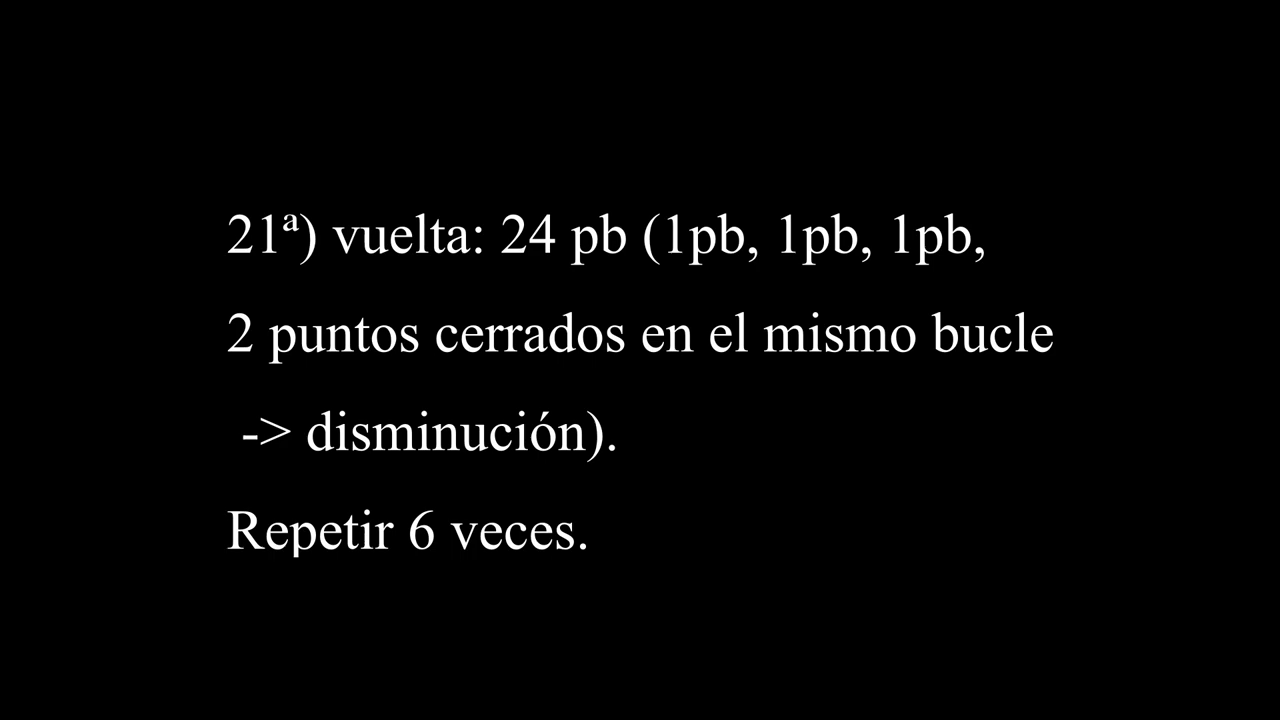 21ª) vuelta: 24 pb (1pb, 1pb, 1pb,
2 puntos cerrados en el mismo bucle
-> disminución).
Repetir 6 veces.